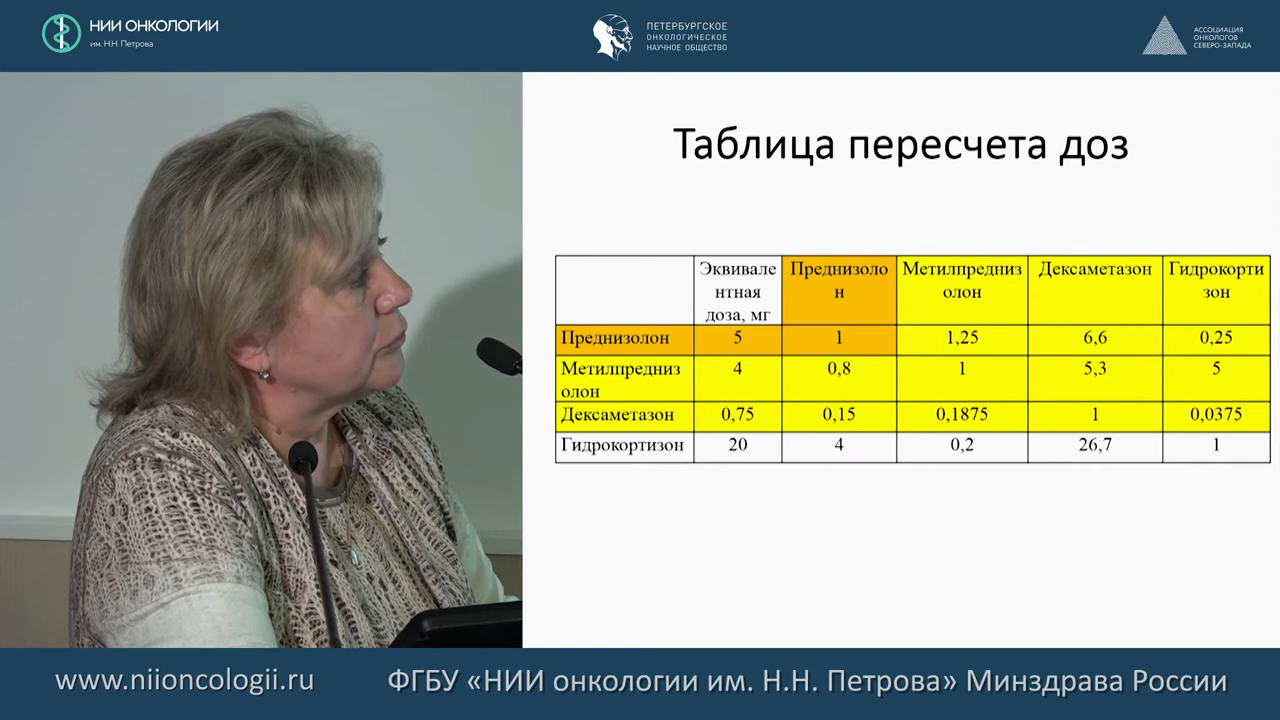 НИИ ОНКОЛОГИИ
им. Н.Н. Петрова
ПЕТЕРБУРГСКОЕ
ОНКОЛОГИЧЕСКОЕ
НАУЧНОЕ ОБЩЕСТВО
АССОЦИАЦИЯ
ОНКОЛОГОВ
СЕВЕРО-ЗАПАДА
Таблица пересчета доз
Эквивале
нтная
доза, мг
Преднизоло
н
Метилпредниз
олон
Дексаметазон
Гидрокорти
зон
Преднизолон 5 1 1,25 6,6 0,25
Метилпредниз
олон
4 0,8 1 5,3 5
Дексаметазон 0,75 0,15 0,1875 1 0,0375
Гидрокортизон 20 4 0,2 26,7 1
www.niioncologii.ru
ФГБУ «НИИ онкологии им. Н.Н. Петрова» Минздрава России